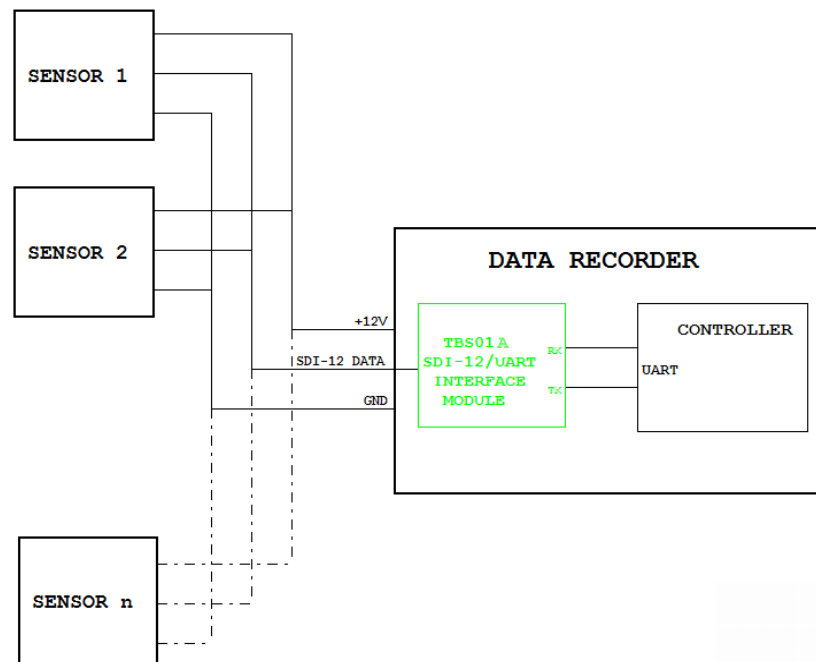 SENSOR 1
SENSOR 2
DATA RECORDER
+12V
SDI-12 DATA
GND
TBS01A
SDI-12/UART
INTERFACE
MODULE
RX
TX
CONTROLLER
UART
SENSOR n